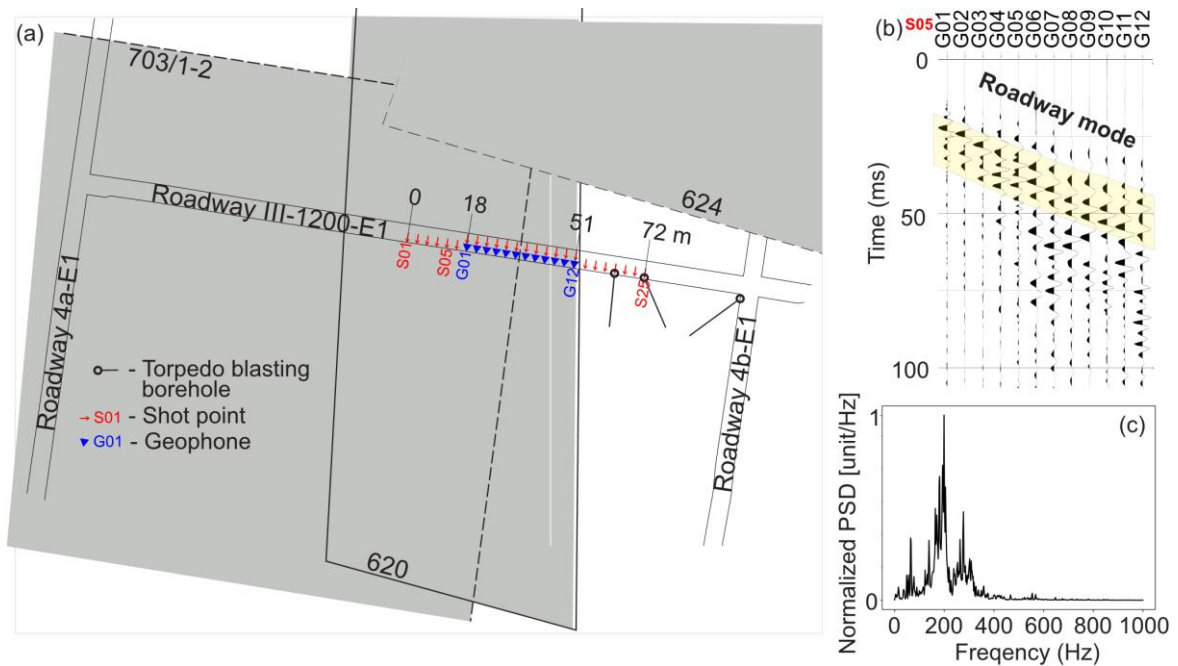 (a)
703/1-2
Roadway 4a-E1
Roadway III-1200-E1
0
18
51
72 m
624
S01
S05
G01
G12
S25
Roadway 4b-E1
- Torpedo blasting
borehole
S01 - Shot point
G01 - Geophone
620
(b) S05 G01 G02 G03 G04 G05 G06 G07 G08 G09 G10 G11 G12
0
Roadway mode
50
Time (ms)
100
(c)
1
Normalized PSD [unit/Hz]
0
0 200 400 600 800 1000
Freqency (Hz)